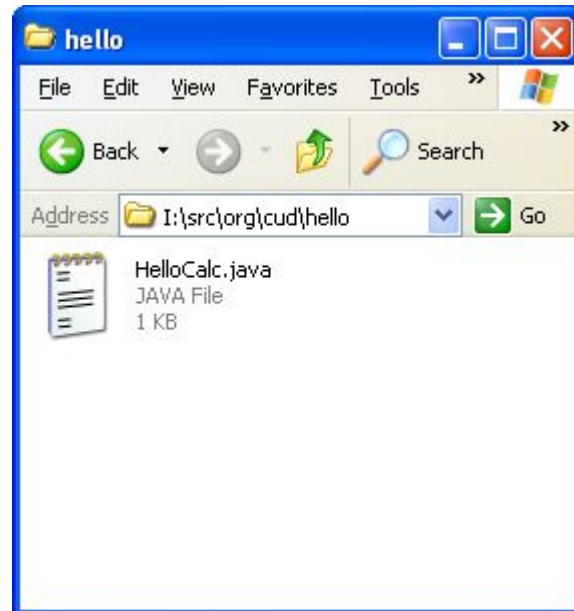 hello
File Edit View Favorites Tools »
Back Search »
Address I:\src\org\cud\hello Go
HelloCalc.java
JAVA File
1 KB